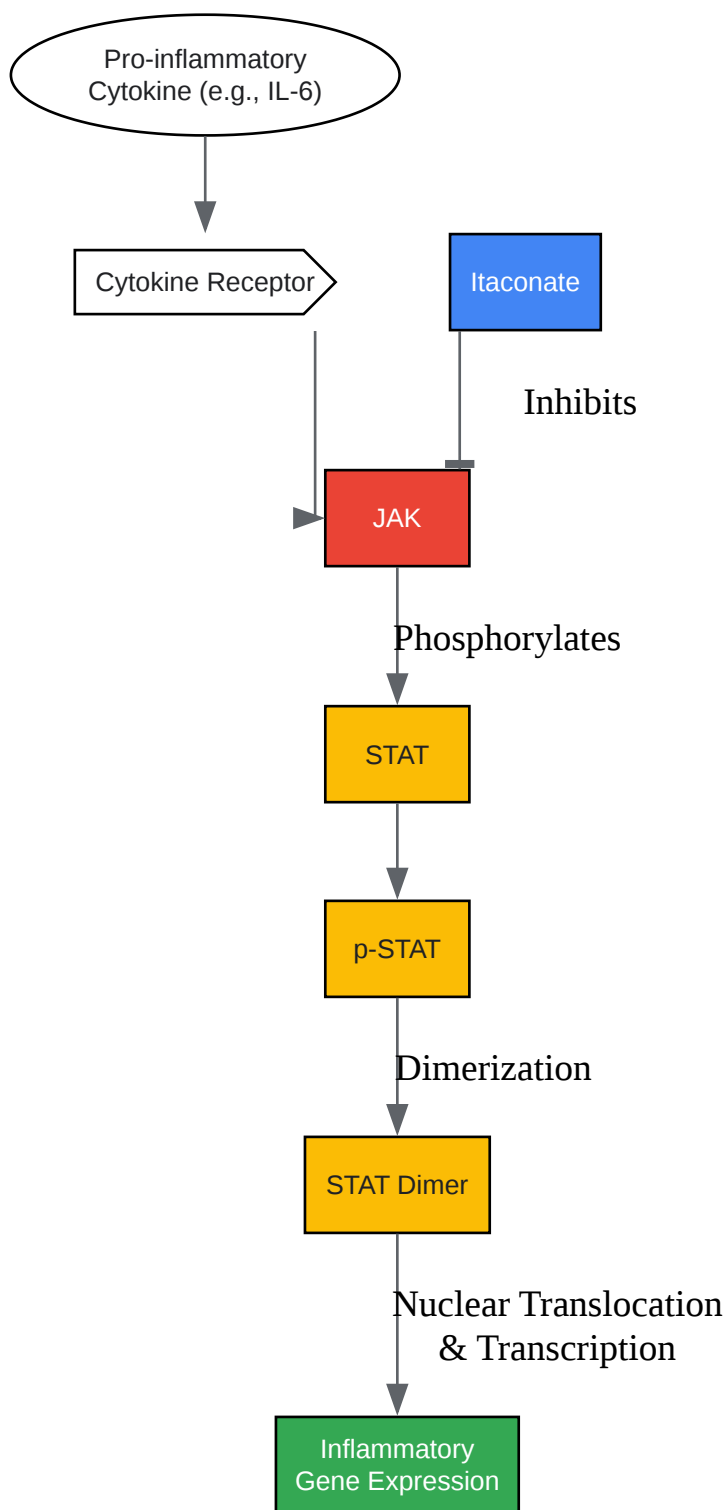 Pro-inflammatory
Cytokine (e.g., IL-6)
Cytokine Receptor
Itaconate
Inhibits
JAK
Phosphorylates
STAT
p-STAT
Dimerization
STAT Dimer
Nuclear Translocation
& Transcription
Inflammatory
Gene Expression